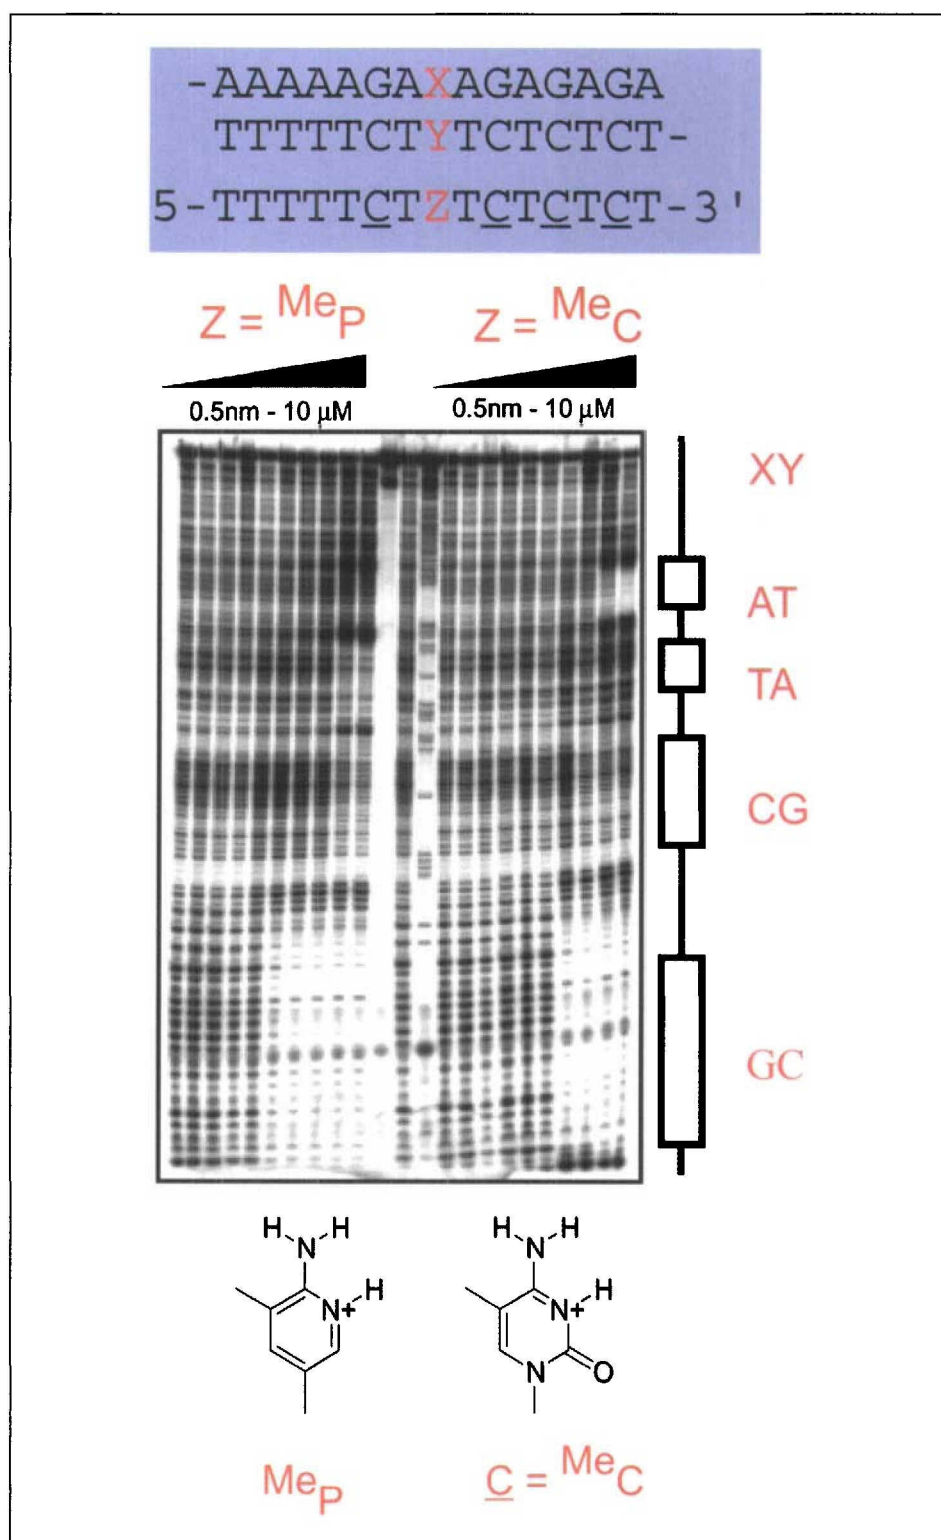 -AAAAAGAXAGAGAGA
TTTTTCTYTCTCTCT-
5-TTTTTCTZTCTCTCT-3'
Z = MeP
Z = MeC
0.5nm - 10 μM
0.5nm - 10 μM
XY
AT
TA
CG
GC
H H
N
N+ H
H H
N
N+ H
N
O
MeP
C = MeC